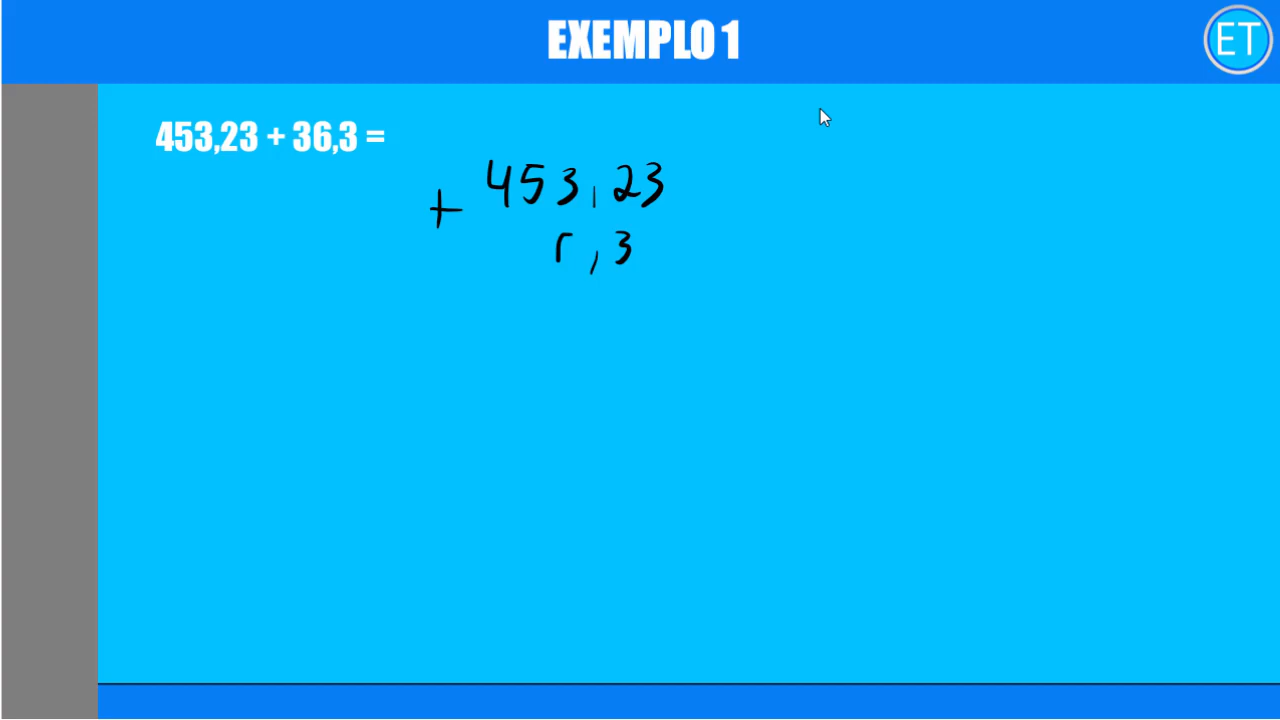 EXEMPLO 1
ET
453,23 + 36,3 =
453,23
+
,3